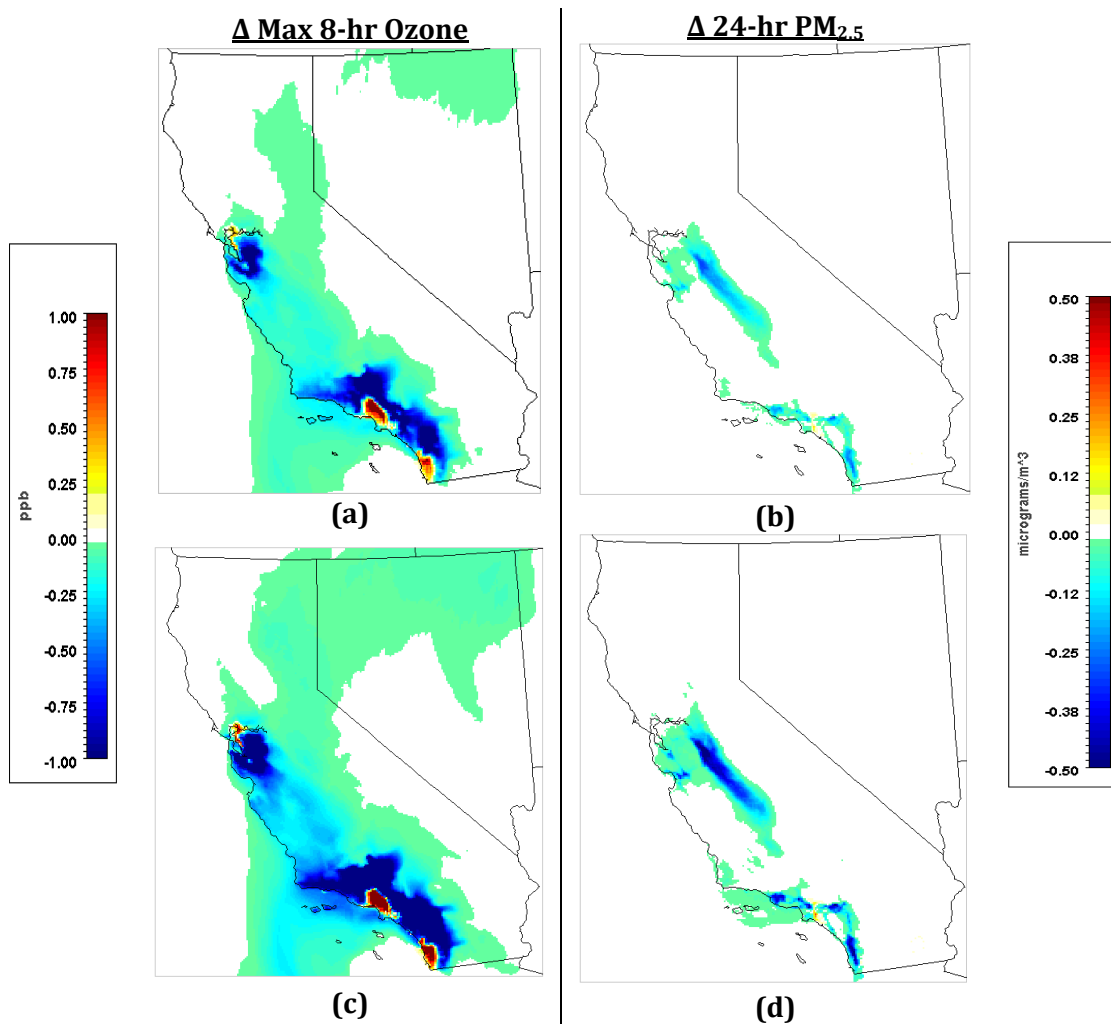 Δ Max 8-hr Ozone
Δ 24-hr PM2.5
1.00
0.75
0.50
0.25
0.00
-0.25
-0.50
-0.75
-1.00
ppb
(a)
(b)
0.50
0.38
0.25
0.12
0.00
-0.12
-0.25
-0.38
-0.50
micrograms/m^3
(c)
(d)